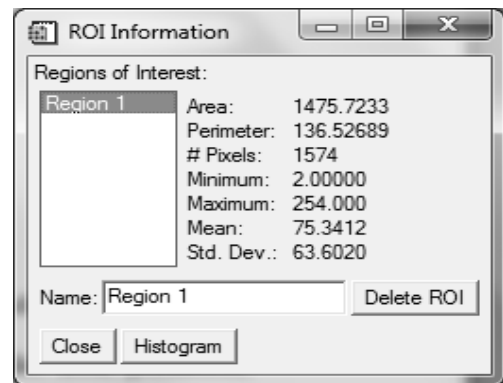 ROI Information
Regions of Interest:
Region 1
Area: 1475.7233
Perimeter: 136.52689
# Pixels: 1574
Minimum: 2.00000
Maximum: 254.000
Mean: 75.3412
Std. Dev.: 63.6020
Name: Region 1 Delete ROI
Close Histogram